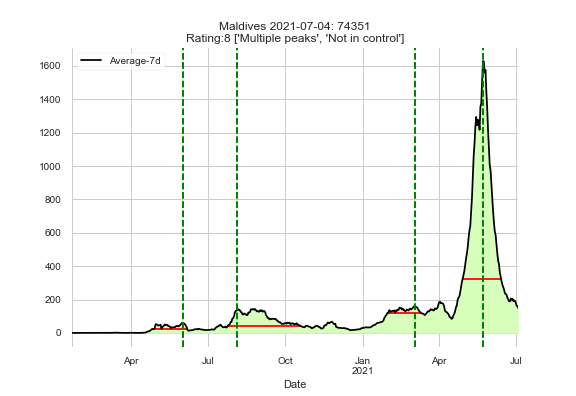 Maldives 2021-07-04: 74351
Rating:8 ['Multiple peaks', 'Not in control']
Average-7d
1600
1400
1200
1000
800
600
400
200
0
Apr
Jul
Oct
Jan
2021
Apr
Jul
Date